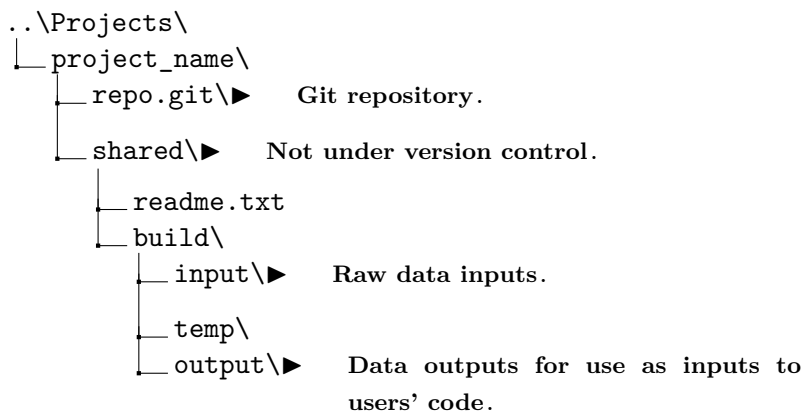 ..\Projects\
project_name\
repo.git\▶ Git repository.
shared\▶ Not under version control.
readme.txt
build\
input\▶ Raw data inputs.
temp\
output\▶ Data outputs for use as inputs to
users’ code.